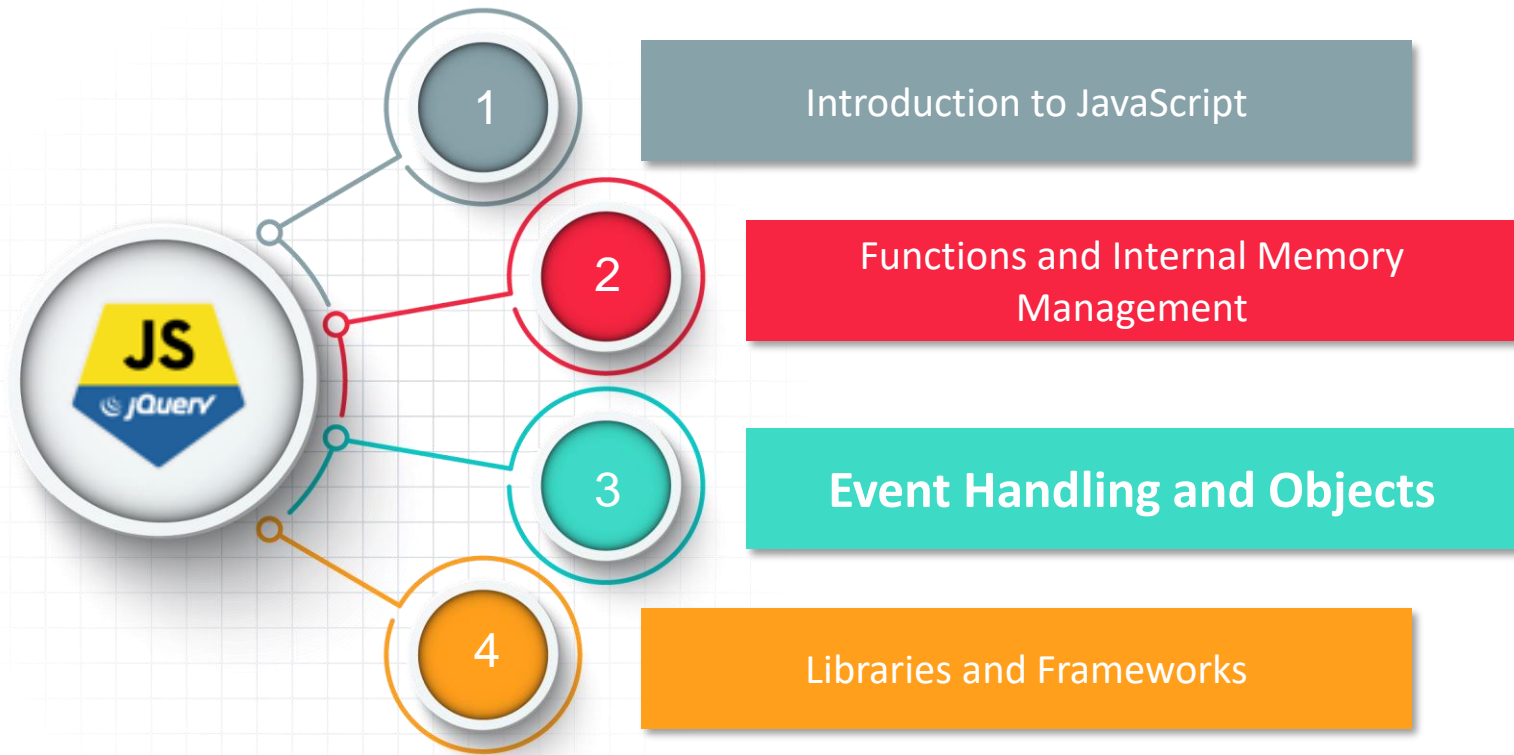 1
Introduction to JavaScript
2
Functions and Internal Memory
Management
JS
jQuery
3
Event Handling and Objects
4
Libraries and Frameworks